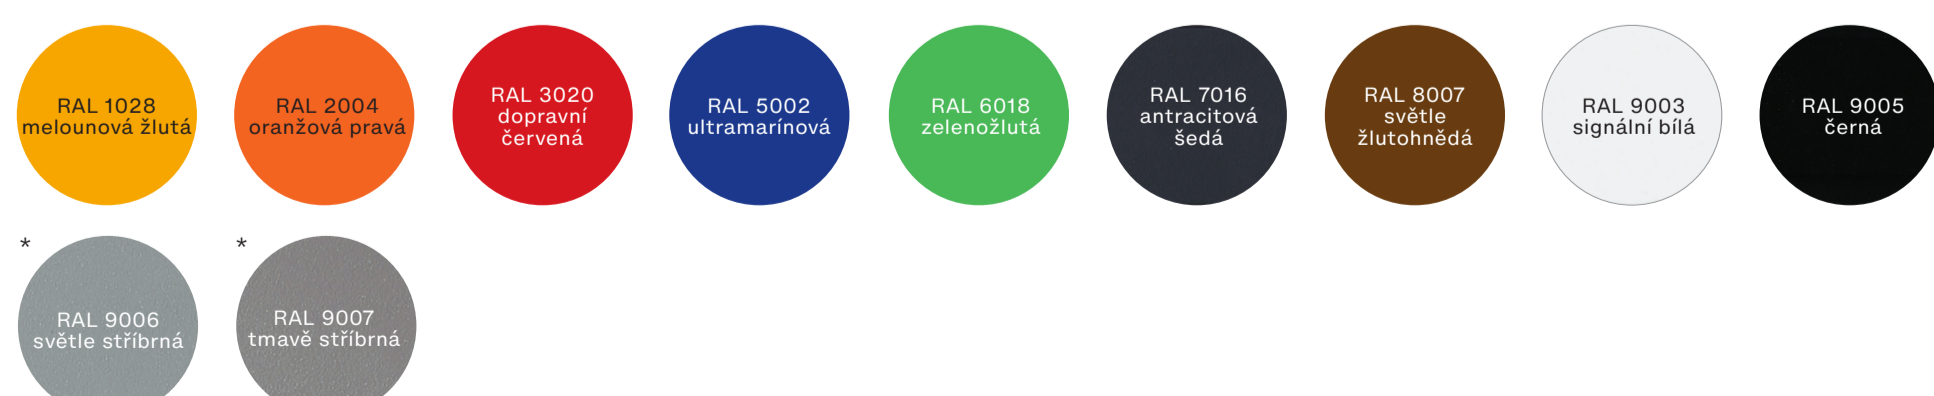 RAL 1028
melounová žlutá
RAL 2004
oranžová pravá
RAL 3020
dopravní
červená
RAL 5002
ultramarínová
RAL 6018
zelenožlutá
RAL 7016
antracitová
šedá
RAL 8007
světle
žlutohnědá
RAL 9003
signální bílá
RAL 9005
černá
*
RAL 9006
světle stříbrná
*
RAL 9007
tmavě stříbrná